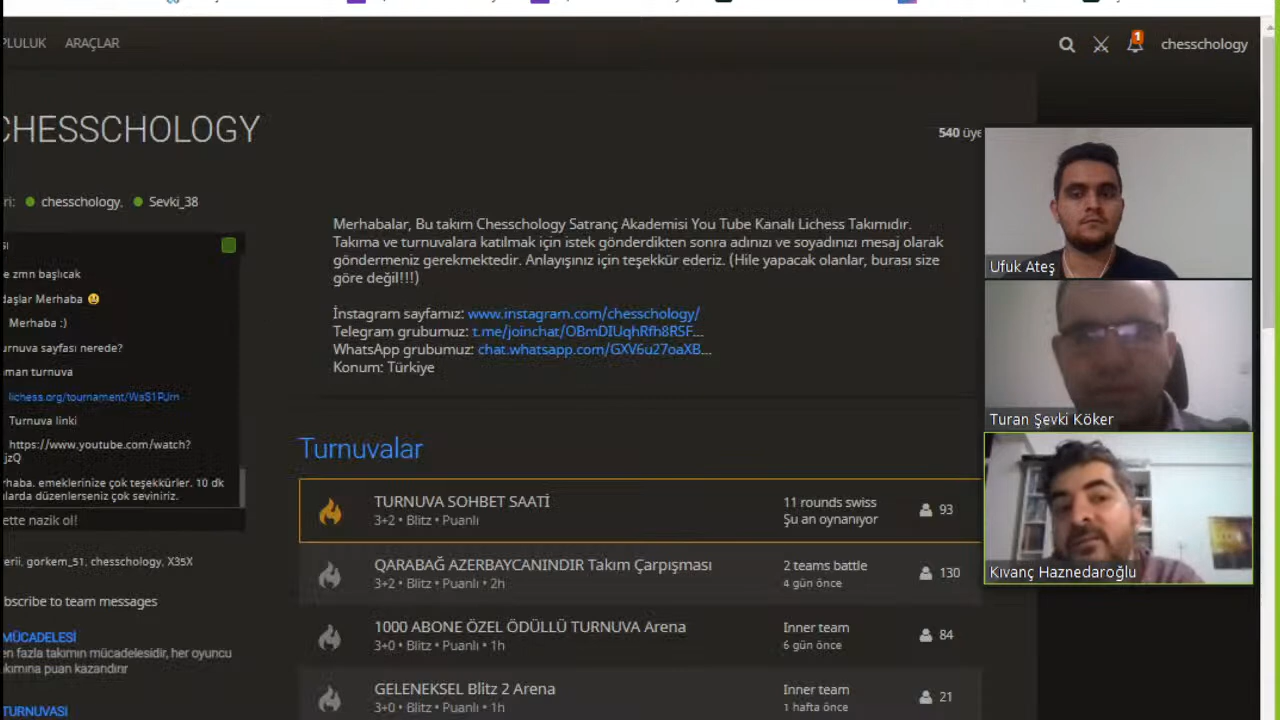 PLULUK ARAÇLAR
1
chesschology
CHESSCHOLOGY
540 üye
ri: chesschology, Sevki_38
e zmn başlıcak
daşlar Merhaba
Merhaba :)
urnuva sayfası nerede?
man turnuva
lichess.org/tournament/WsS1PJrn
Turnuva linki
https://www.youtube.com/watch?
jzQ
rhaba. emeklerinize çok teşekkürler. 10 dk
larda düzenlerseniz çok seviniriz.
ette nazik ol!
erii, gorkem_51, chesschology, X35X
bscribe to team messages
MÜCADELESİ
en fazla takımın mücadelesidir, her oyuncu
akımına puan kazandırır
TURNUVASI
Merhabalar, Bu takım Chesschology Satranç Akademisi You Tube Kanalı Lichess Takımıdır.
Takıma ve turnuvalara katılmak için istek gönderdikten sonra adınızı ve soyadınızı mesaj olarak
göndermeniz gerekmektedir. Anlayışınız için teşekkür ederiz. (Hile yapacak olanlar, burası size
göre değil!!!)
İnstagram sayfamız: www.instagram.com/chesschology/
Telegram grubumuz: t.me/joinchat/OBmDIUqhRfh8R5F...
WhatsApp grubumuz: chat.whatsapp.com/GXV6u27oaXB...
Konum: Türkiye
Turnuvalar
TURNUVA SOHBET SAATİ 11 rounds swiss 93
3+2 • Blitz • Puanlı Şu an oynanıyor
QARABAĞ AZERBAYCANINDIR Takım Çarpışması 2 teams battle 130
3+2 • Blitz • Puanlı • 2h 4 gün önce
1000 ABONE ÖZEL ÖDÜLLÜ TURNUVA Arena Inner team 84
3+0 • Blitz • Puanlı • 1h 6 gün önce
GELENEKSEL Blitz 2 Arena Inner team 21
3+0 • Blitz • Puanlı • 1h 1 hafta önce
Ufuk Ateş
Turan Şevki Köker
Kıvanç Haznedaroğlu